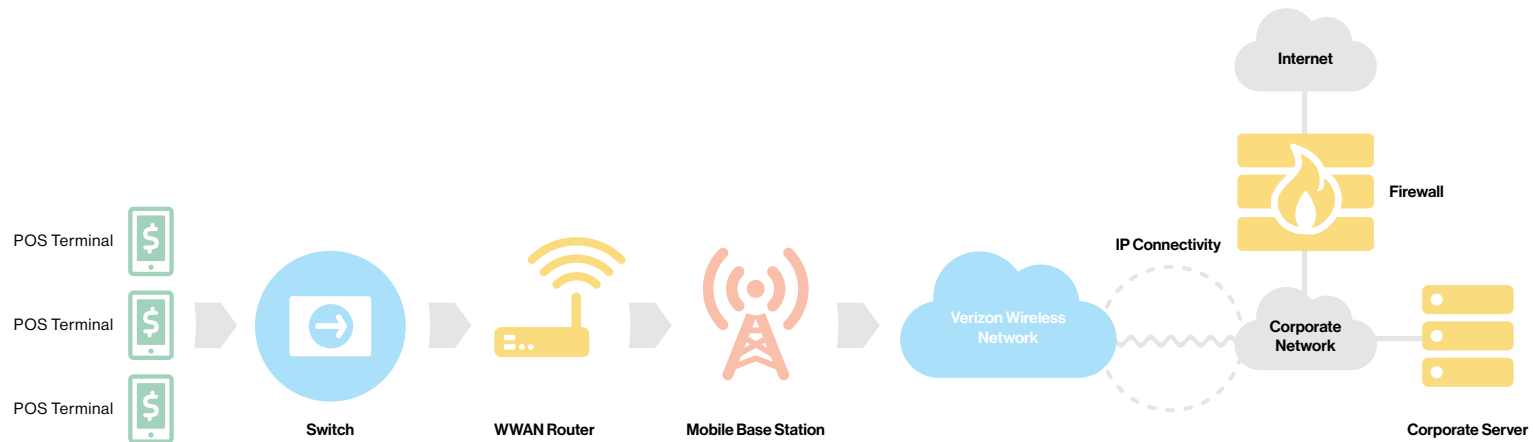 Internet
Firewall
POS Terminal
IP Connectivity
POS Terminal
Verizon Wireless
Network
Corporate
Network
POS Terminal
Switch
WWAN Router
Mobile Base Station
Corporate Server